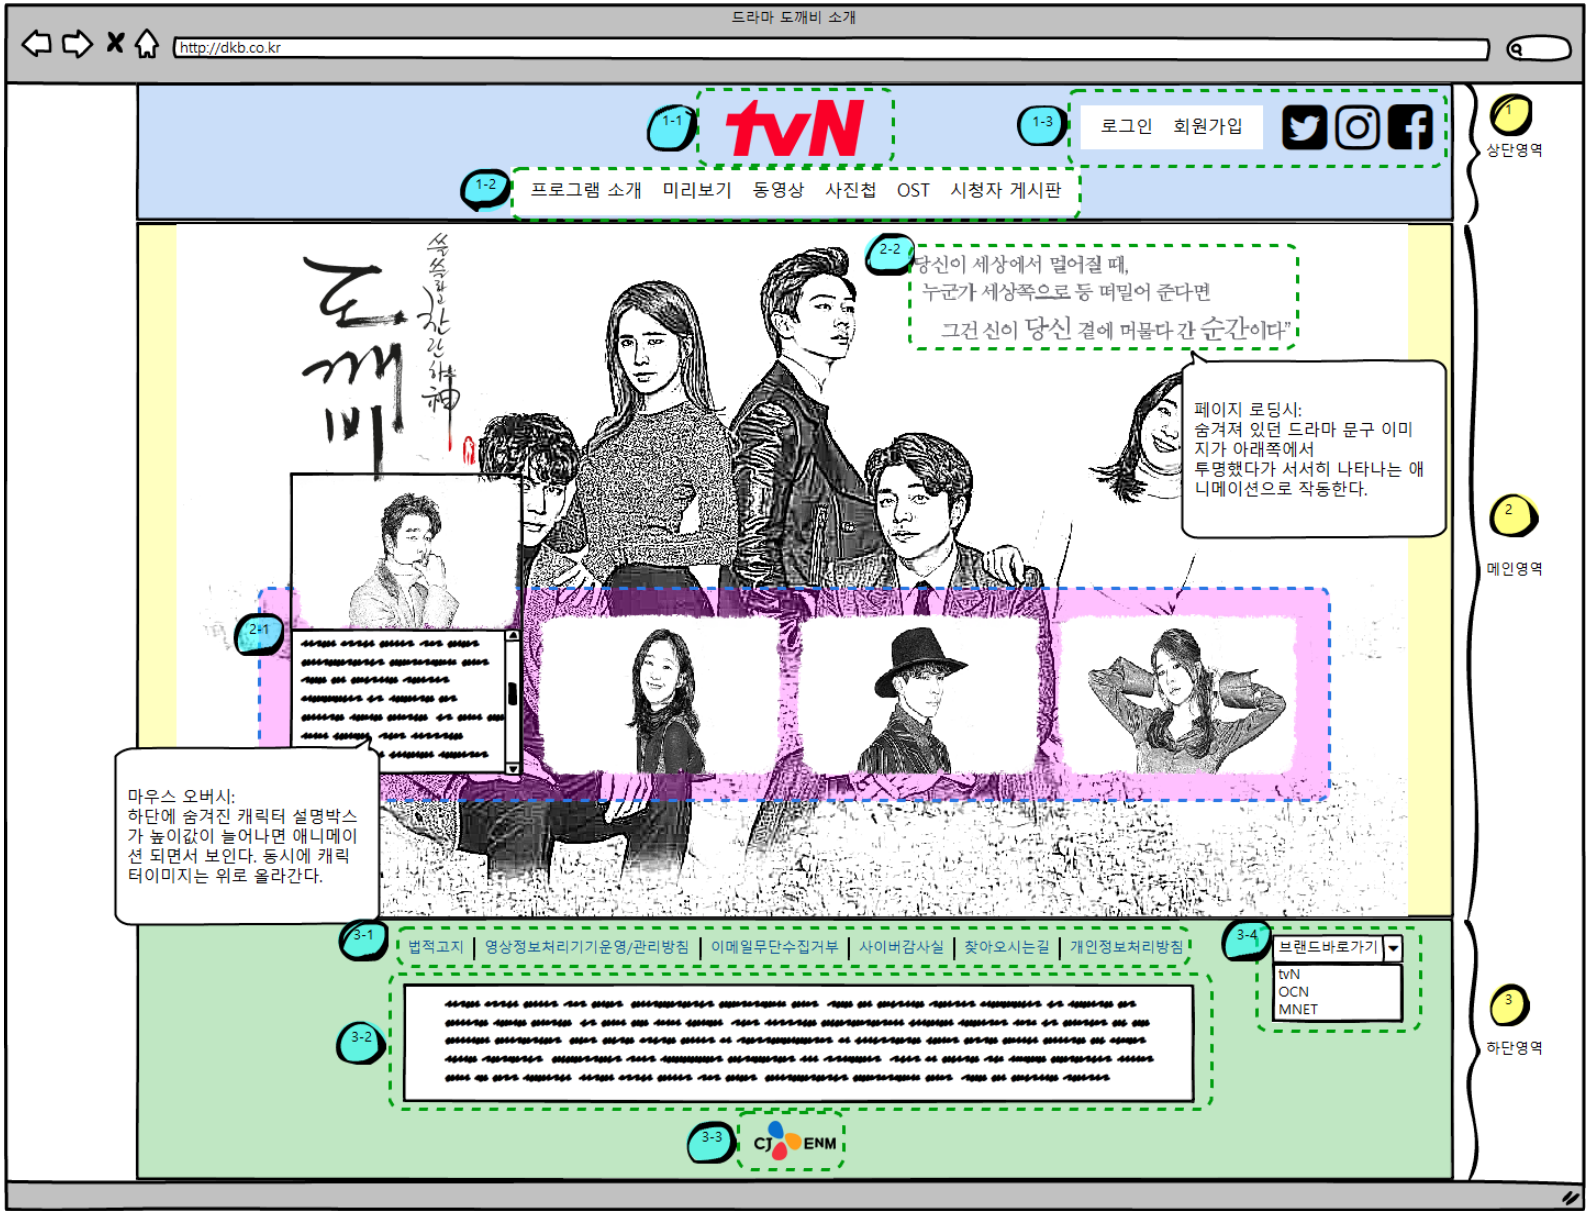 드라마 도깨비 소개
http://dkb.co.kr
1-1
tvN
1-3
로그인 회원가입
1
상단영역
1-2
프로그램 소개 미리보기 동영상 사진첩 OST 시청자 게시판
도깨비
쓸쓸하고 찬란하神
2-2
당신이 세상에서 멀어질 때,
누군가 세상쪽으로 등 떠밀어 준다면
그건 신이 당신 곁에 머물다 간 순간이다”
페이지 로딩시:
숨겨져 있던 드라마 문구 이미
지가 아래쪽에서
투명했다가 서서히 나타나는 애
니메이션으로 작동한다.
2
메인영역
2-1
마우스 오버시:
하단에 숨겨진 캐릭터 설명박스
가 높이값이 늘어나면 애니메이
션 되면서 보인다. 동시에 캐릭
터이미지는 위로 올라간다.
3-1
법적고지 | 영상정보처리기기운영/관리방침 | 이메일무단수집거부 | 사이버감사실 | 찾아오시는길 | 개인정보처리방침
3-4
브랜드바로가기
tvN
OCN
MNET
3
하단영역
3-2
3-3
CJ ENM